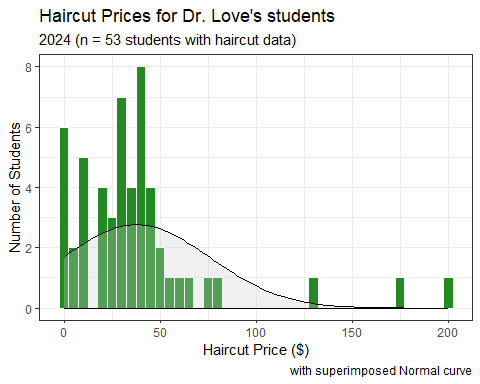 Haircut Prices for Dr. Love's students
2024 (n = 53 students with haircut data)
Number of Students
8
6
4
2
0
0 50 100 150 200
Haircut Price ($)
with superimposed Normal curve